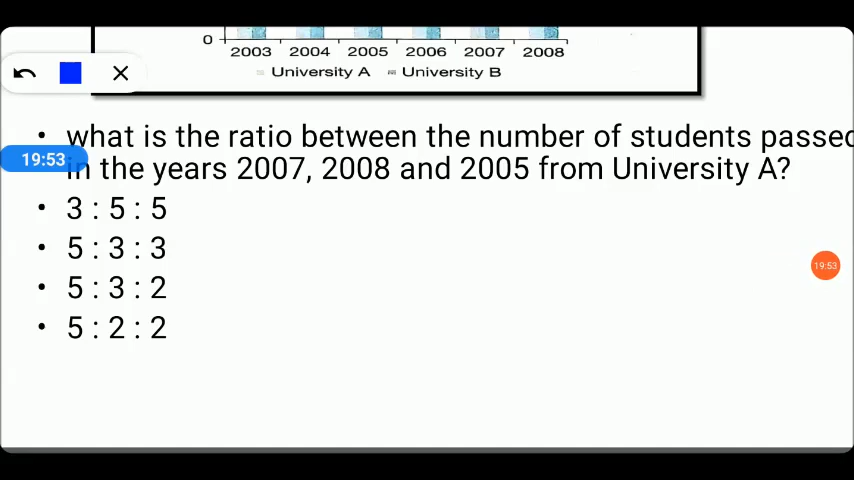 0
2003 2004 2005 2006 2007 2008
University A University B
• what is the ratio between the number of students passed
19:53
in the years 2007, 2008 and 2005 from University A?
• 3 : 5 : 5
• 5 : 3 : 3
19:53
• 5 : 3 : 2
• 5 : 2 : 2